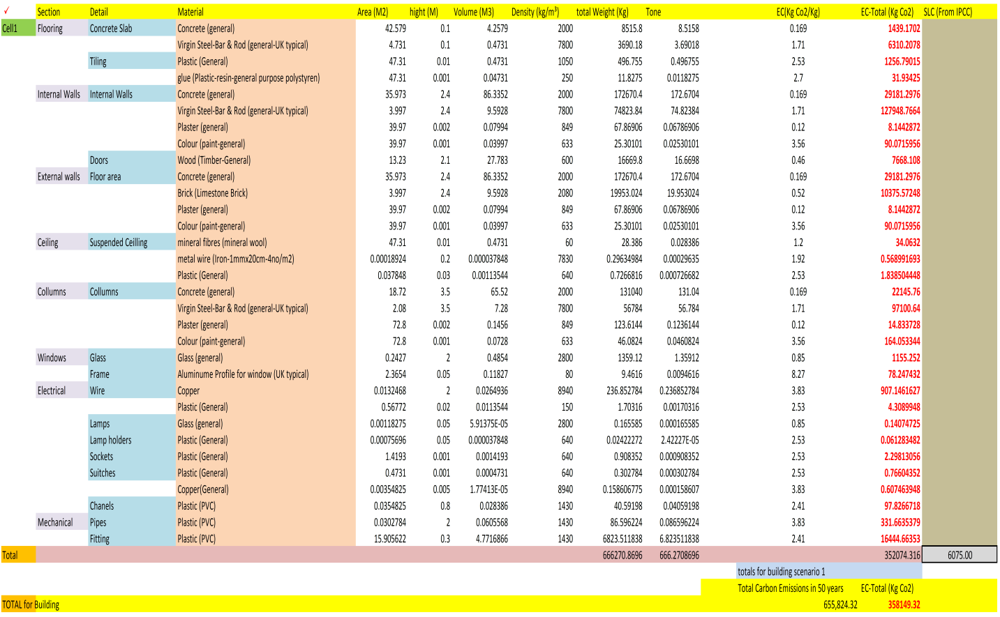 ✓ Section Detail Material Area (M2) hight (M) Volume (M3) Density (kg/m³) total Weight (Kg) Tone EC(Kg Co2/Kg) EC-Total (Kg Co2) SLC (From IPCC)
Cell1 Flooring Concrete Slab Concrete (general) 42.579 0.1 4.2579 2000 8515.8 8.5158 0.169 1439.1702
Virgin Steel-Bar & Rod (general-UK typical) 4.731 0.1 0.4731 7800 3690.18 3.69018 1.71 6310.2078
Tiling Plastic (General) 47.31 0.01 0.4731 1050 496.755 0.496755 2.53 1256.79015
glue (Plastic-resin-general purpose polystyren) 47.31 0.001 0.04731 250 11.8275 0.0118275 2.7 31.93425
Internal Walls Internal Walls Concrete (general) 35.973 2.4 86.3352 2000 172670.4 172.6704 0.169 29181.2976
Virgin Steel-Bar & Rod (general-UK typical) 3.997 2.4 9.5928 7800 74823.84 74.82384 1.71 127948.7664
Plaster (general) 39.97 0.002 0.07994 849 67.86906 0.06786906 0.12 8.1442872
Colour (paint-general) 39.97 0.001 0.03997 633 25.30101 0.02530101 3.56 90.0715956
Doors Wood (Timber-General) 13.23 2.1 27.783 600 16669.8 16.6698 0.46 7668.108
External walls Floor area Concrete (general) 35.973 2.4 86.3352 2000 172670.4 172.6704 0.169 29181.2976
Brick (Limestone Brick) 3.997 2.4 9.5928 2080 19953.024 19.953024 0.52 10375.57248
Plaster (general) 39.97 0.002 0.07994 849 67.86906 0.06786906 0.12 8.1442872
Colour (paint-general) 39.97 0.001 0.03997 633 25.30101 0.02530101 3.56 90.0715956
Ceiling Suspended Ceilling mineral fibres (mineral wool) 47.31 0.01 0.4731 60 28.386 0.028386 1.2 34.0632
metal wire (Iron-1mmx20cm-4no/m2) 0.00018924 0.2 0.000037848 7830 0.29634984 0.00029635 1.92 0.568991693
Plastic (General) 0.037848 0.03 0.00113544 640 0.7266816 0.000726682 2.53 1.838504448
Collumns Collumns Concrete (general) 18.72 3.5 65.52 2000 131040 131.04 0.169 22145.76
Virgin Steel-Bar & Rod (general-UK typical) 2.08 3.5 7.28 7800 56784 56.784 1.71 97100.64
Plaster (general) 72.8 0.002 0.1456 849 123.6144 0.1236144 0.12 14.833728
Colour (paint-general) 72.8 0.001 0.0728 633 46.0824 0.0460824 3.56 164.053344
Windows Glass Glass (general) 0.2427 2 0.4854 2800 1359.12 1.35912 0.85 1155.252
Frame Aluminume Profile for window (UK typical) 2.3654 0.05 0.11827 80 9.4616 0.0094616 8.27 78.247432
Electrical Wire Copper 0.0132468 2 0.0264936 8940 236.852784 0.236852784 3.83 907.1461627
Plastic (General) 0.56772 0.02 0.0113544 150 1.70316 0.00170316 2.53 4.3089948
Lamps Glass (general) 0.00118275 0.05 5.91375E-05 2800 0.165585 0.000165585 0.85 0.14074725
Lamp holders Plastic (General) 0.00075696 0.05 0.000037848 640 0.02422272 2.42227E-05 2.53 0.061283482
Sockets Plastic (General) 1.4193 0.001 0.0014193 640 0.908352 0.000908352 2.53 2.29813056
Suitches Plastic (General) 0.4731 0.001 0.0004731 640 0.302784 0.000302784 2.53 0.76604352
Copper(General) 0.00354825 0.005 1.77413E-05 8940 0.158606775 0.000158607 3.83 0.607463948
Chanels Plastic (PVC) 0.0354825 0.8 0.028386 1430 40.59198 0.04059198 2.41 97.8266718
Mechanical Pipes Plastic (PVC) 0.0302784 2 0.0605568 1430 86.596224 0.086596224 3.83 331.6635379
Fitting Plastic (PVC) 15.905622 0.3 4.7716866 1430 6823.511838 6.823511838 2.41 16444.66353
Total 666270.8696 666.2708696 352074.316 6075.00
totals for building scenario 1
Total Carbon Emissions in 50 years EC-Total (Kg Co2)
TOTAL for Building 655,824.32 358149.32